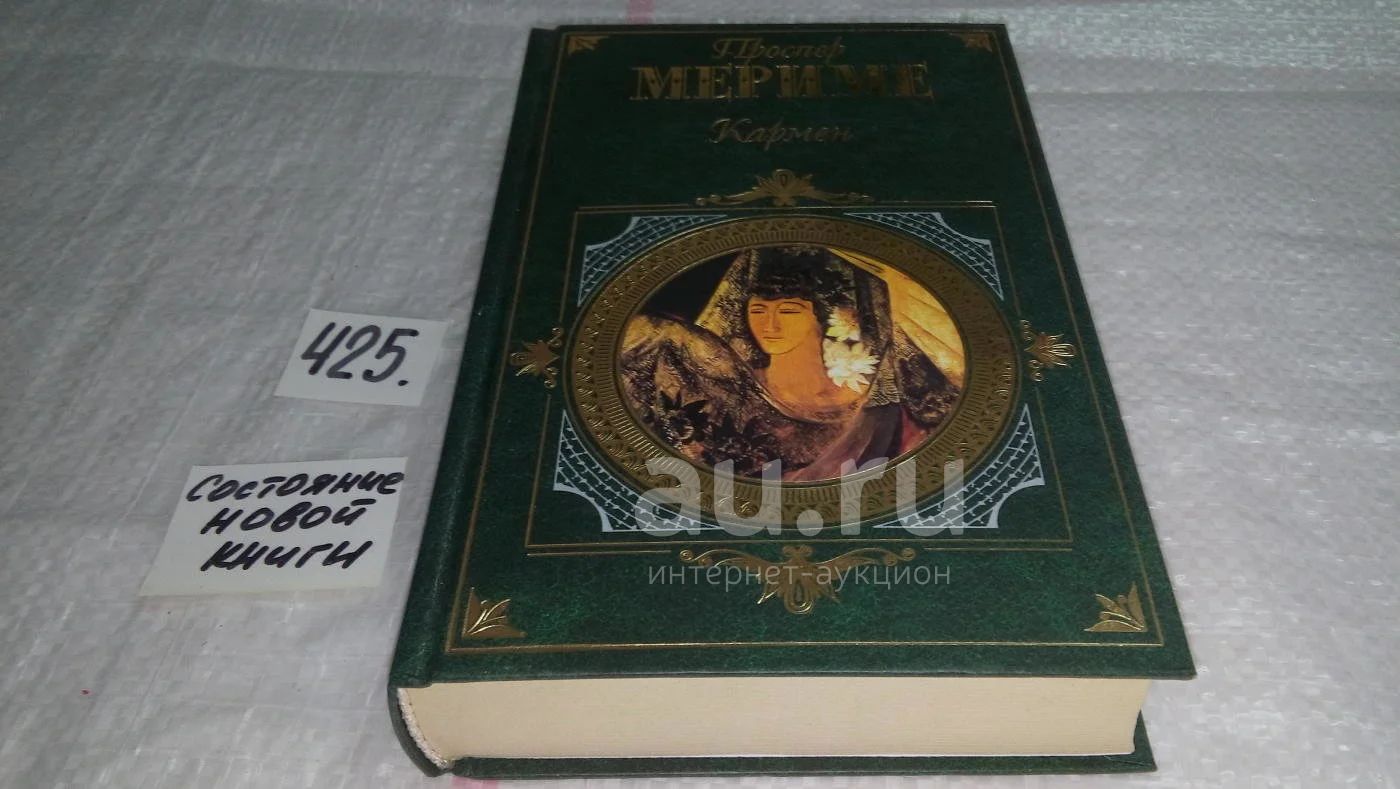 Проспер
МЕРИМЕ
Кармен
425.
Состояние
новой
книги
au.ru
интернет-аукцион